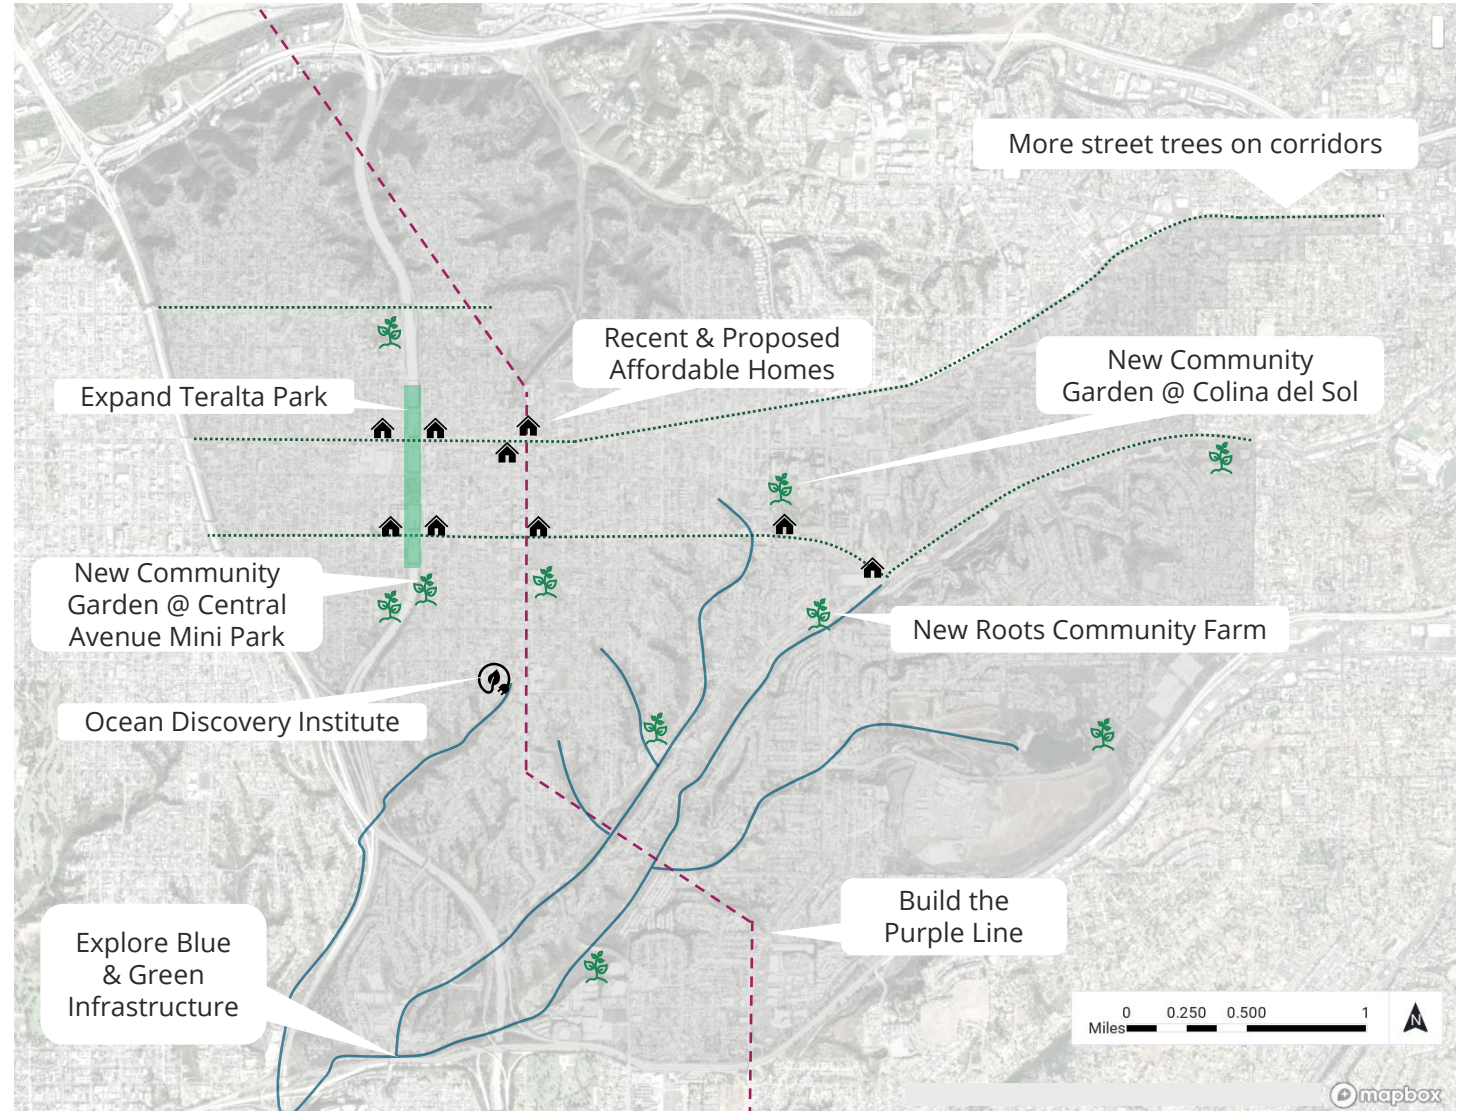 More street trees on corridors
Recent & Proposed
Affordable Homes
New Community
Garden @ Colina del Sol
Expand Teralta Park
New Community
Garden @ Central
Avenue Mini Park
New Roots Community Farm
Ocean Discovery Institute
Build the
Purple Line
Explore Blue
& Green
Infrastructure
0 0.250 0.500 1
Miles
N
mapbox